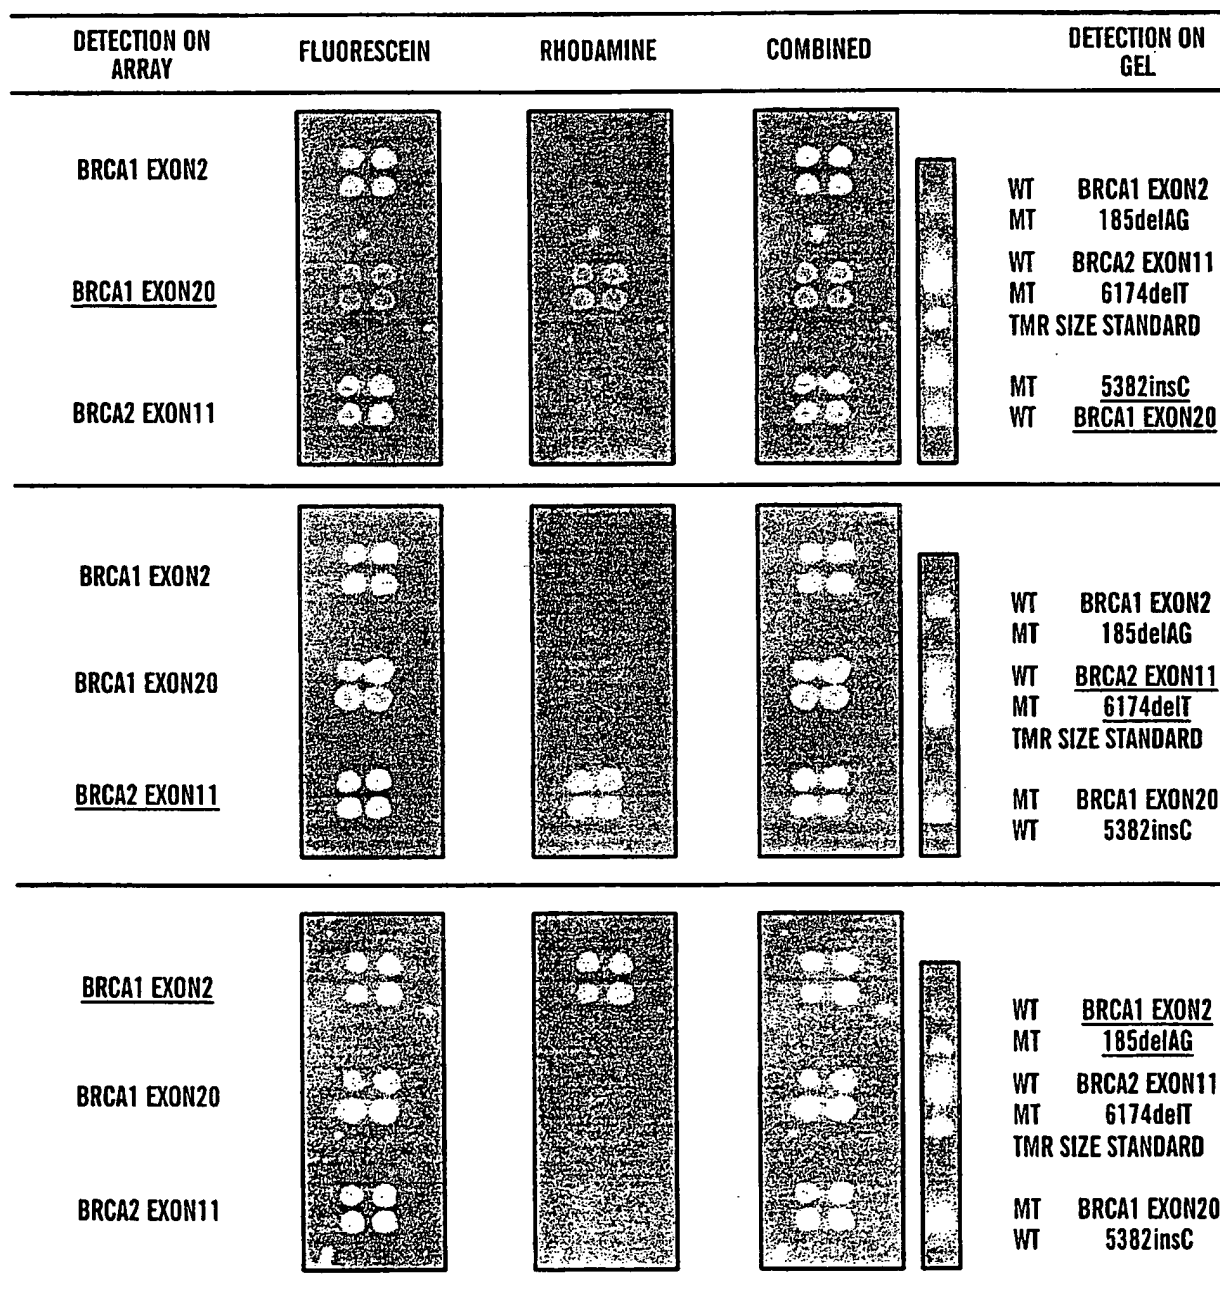 DETECTION ON
ARRAY
FLUORESCEIN
RHODAMINE
COMBINED
DETECTION ON
GEL
BRCA1 EXON2
BRCA1 EXON20
BRCA2 EXON11
WT BRCA1 EXON2
MT 185delAG
WT BRCA2 EXON11
MT 6174delT
TMR SIZE STANDARD
MT 5382insC
WT BRCA1 EXON20
BRCA1 EXON2
BRCA1 EXON20
BRCA2 EXON11
WT BRCA1 EXON2
MT 185delAG
WT BRCA2 EXON11
MT 6174delT
TMR SIZE STANDARD
MT BRCA1 EXON20
WT 5382insC
BRCA1 EXON2
BRCA1 EXON20
BRCA2 EXON11
WT BRCA1 EXON2
MT 185delAG
WT BRCA2 EXON11
MT 6174delT
TMR SIZE STANDARD
MT BRCA1 EXON20
WT 5382insC